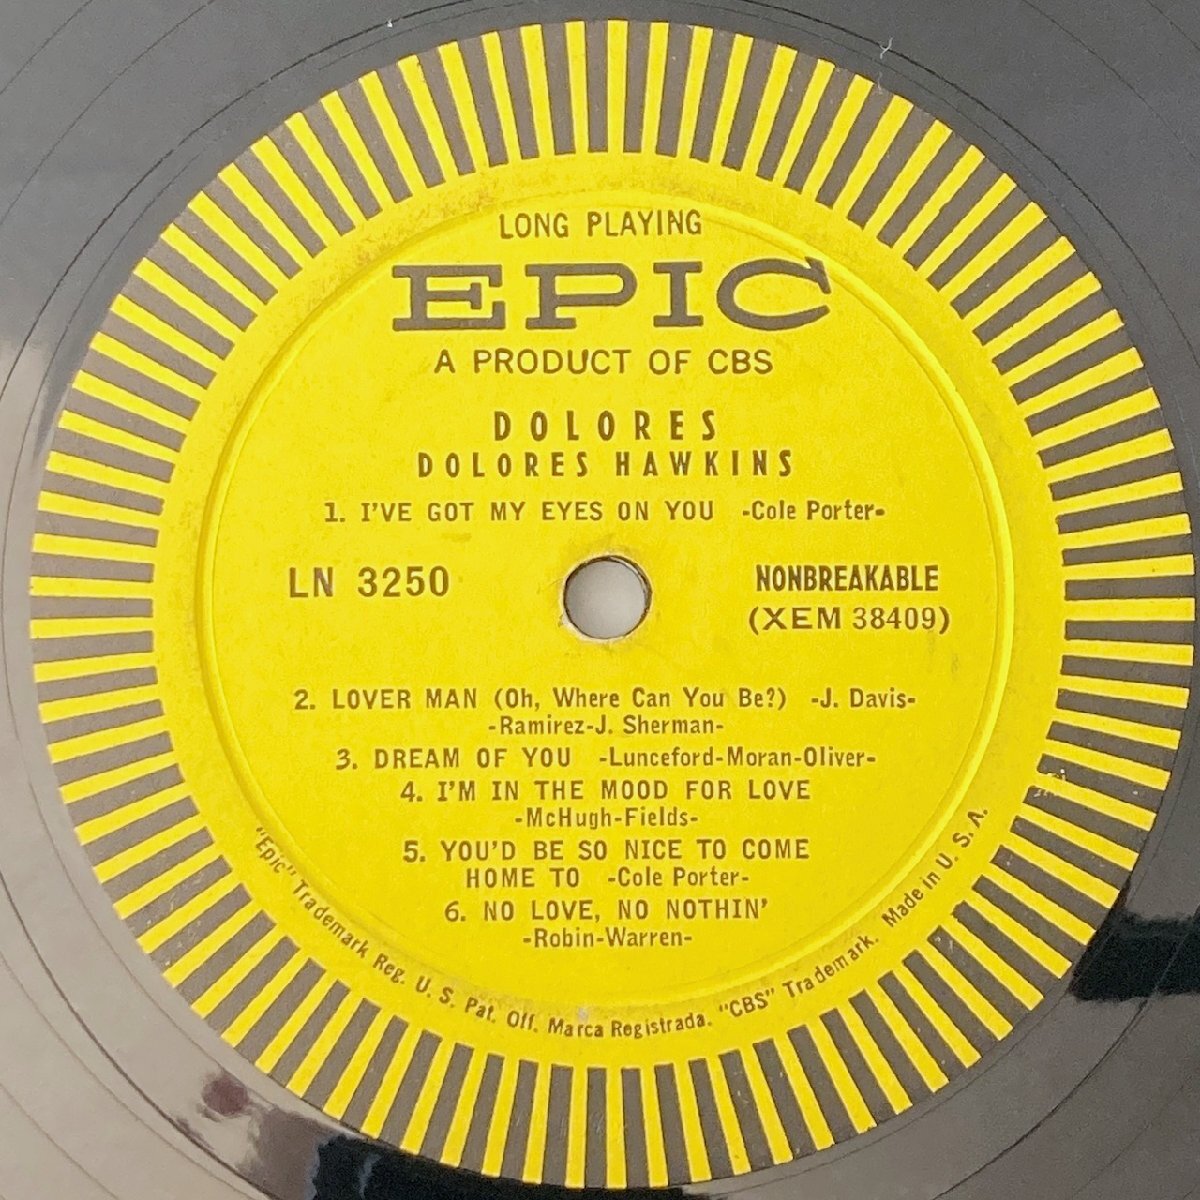 LONG PLAYING
EPIC
A PRODUCT OF CBS
DOLORES
DOLORES HAWKINS
1. I'VE GOT MY EYES ON YOU -Cole Porter-
LN 3250
NONBREAKABLE
(XEM 38409)
2. LOVER MAN (Oh, Where Can You Be?) -J. Davis-
-Ramirez-J. Sherman-
3. DREAM OF YOU -Lunceford-Moran-Oliver-
4. I'M IN THE MOOD FOR LOVE
-McHugh-Fields-
5. YOU'D BE SO NICE TO COME
HOME TO -Cole Porter-
6. NO LOVE, NO NOTHIN'
-Robin-Warren-
"Epic" Trademark Reg. U. S. Pat. Off. Marca Registrada. "CBS" Trademark. Made in U. S. A.